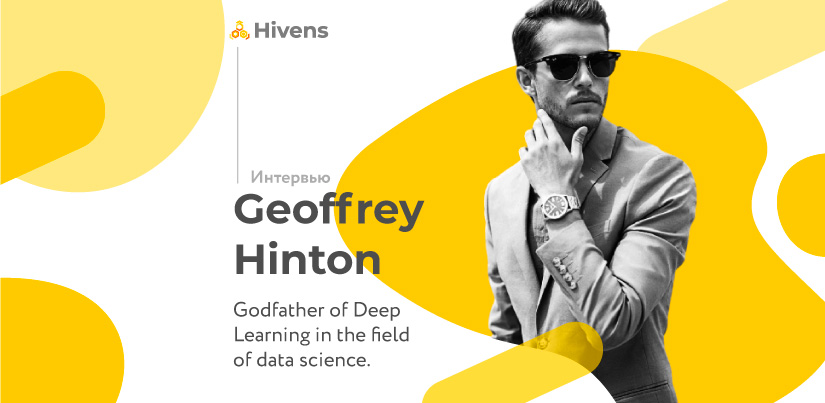 Hivens
Интервью
Geoffrey
Hinton
Godfather of Deep
Learning in the field
of data science.